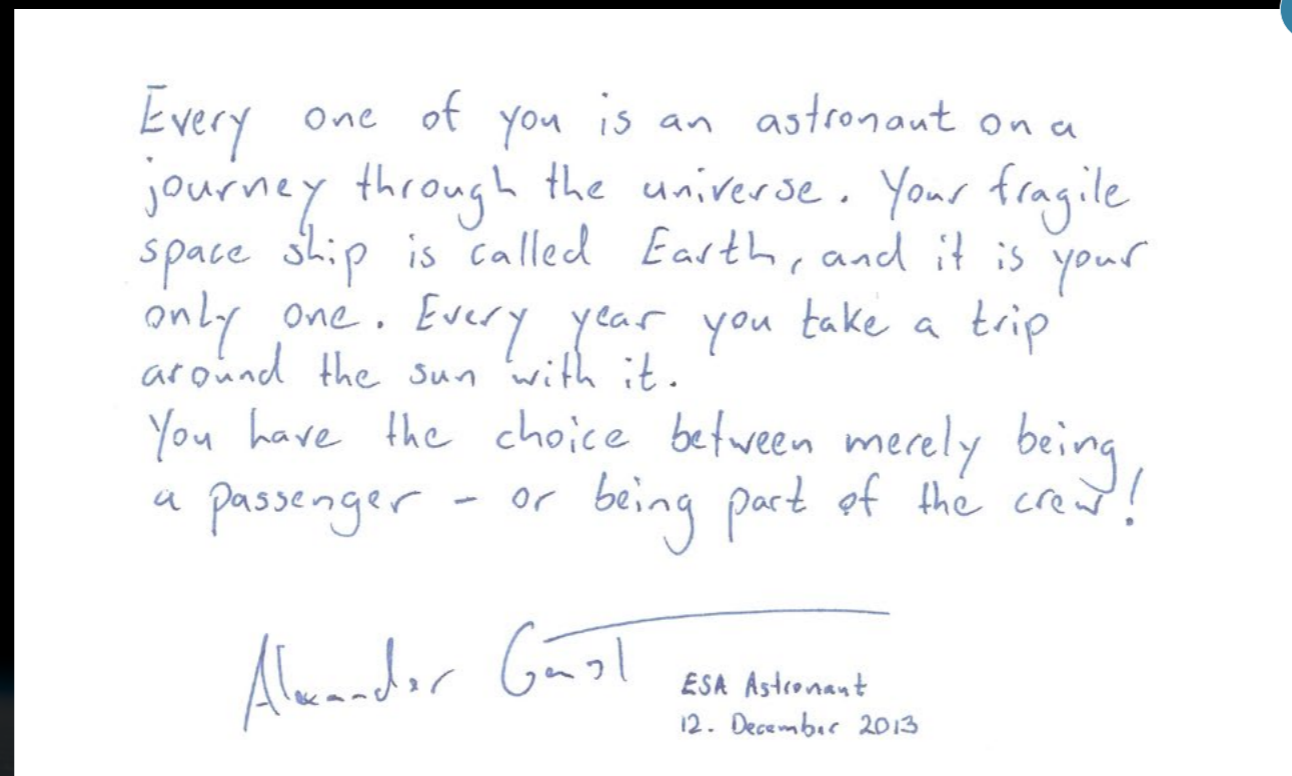 Every one of you is an astronaut on a
journey through the universe. Your fragile
space ship is called Earth, and it is your
only one. Every year you take a trip
around the sun with it.
You have the choice between merely being
a passenger - or being part of the crew!
Alexander Gerst
ESA Astronaut
12. December 2013